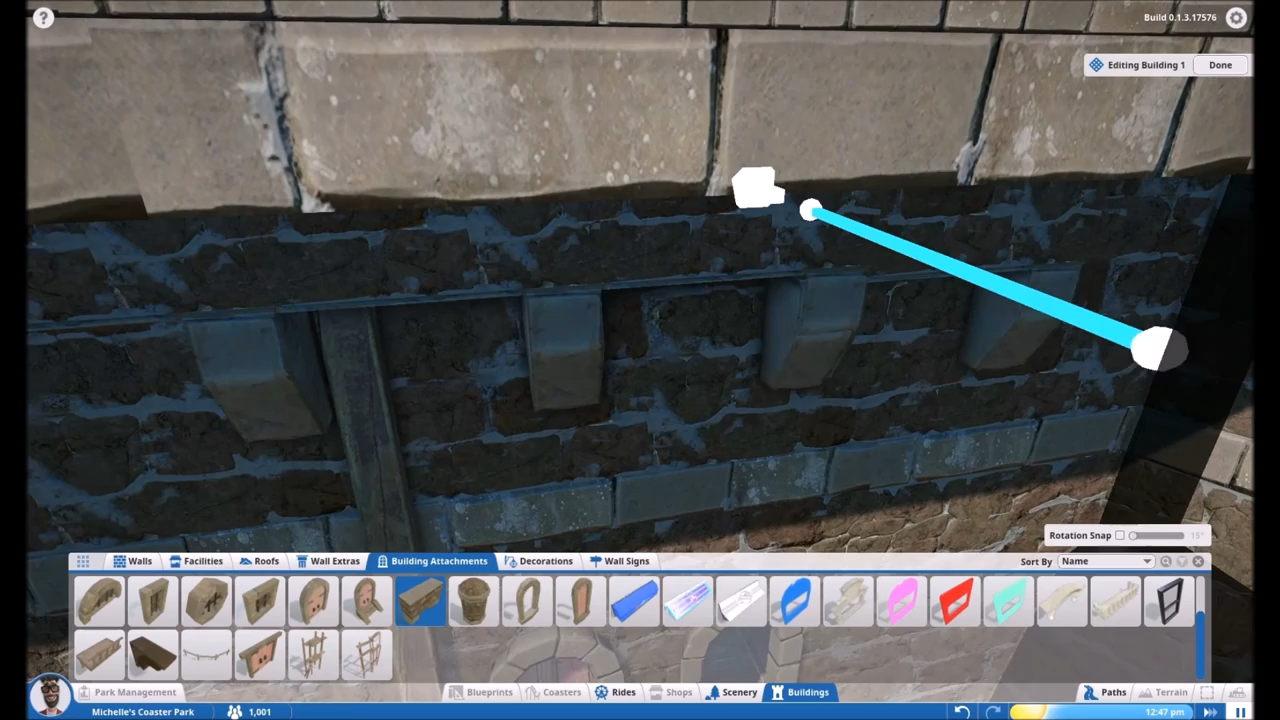 ?
Build 0.1.3.17576
Editing Building 1 Done
Rotation Snap 15°
Walls Facilities Roofs Wall Extras Building Attachments Decorations Wall Signs Sort By Name
Park Management Blueprints Coasters Rides Shops Scenery Buildings Paths Terrain
Michelle's Coaster Park 1,001 12:47 pm